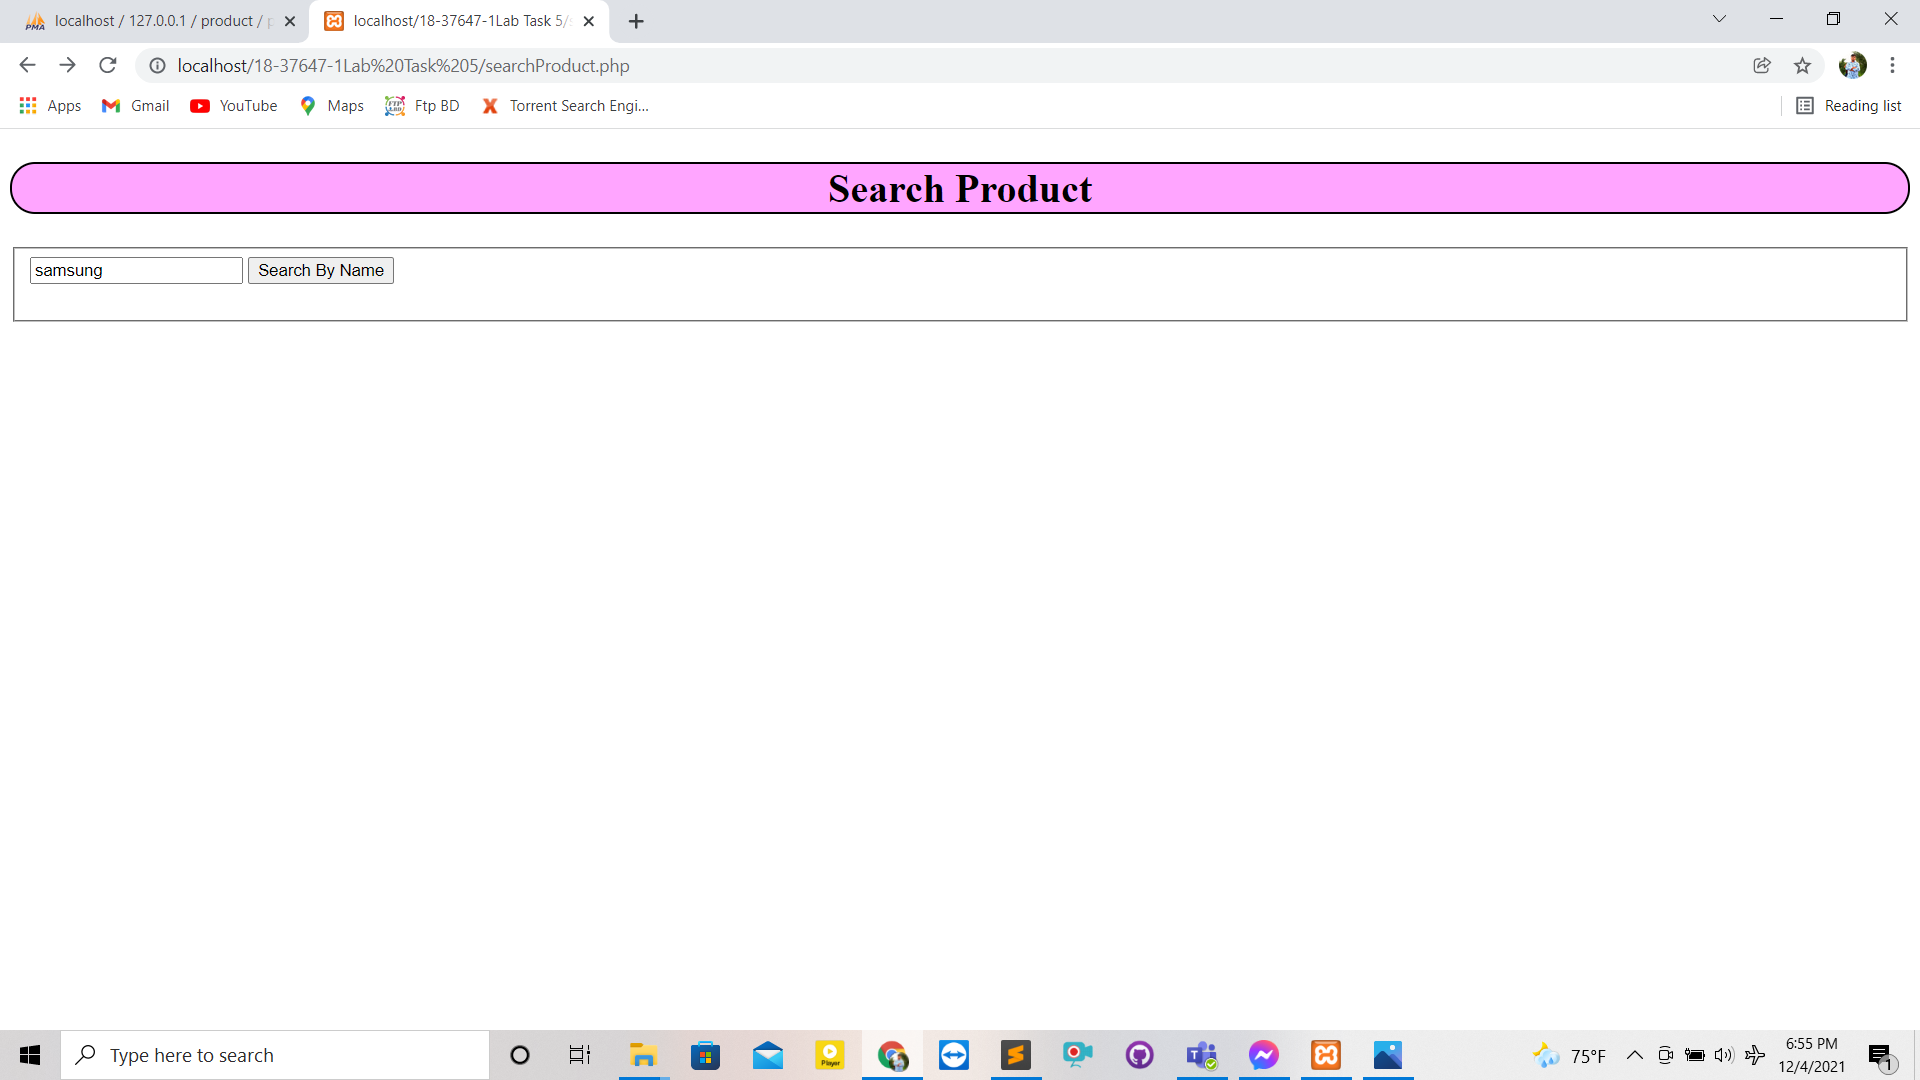 localhost / 127.0.0.1 / product / p
localhost/18-37647-1Lab Task 5/s
localhost/18-37647-1Lab%20Task%205/searchProduct.php
Apps
Gmail
YouTube
Maps
Ftp BD
Torrent Search Engi...
Reading list
Search Product
samsung
Search By Name
Type here to search
75°F
6:55 PM
12/4/2021
1